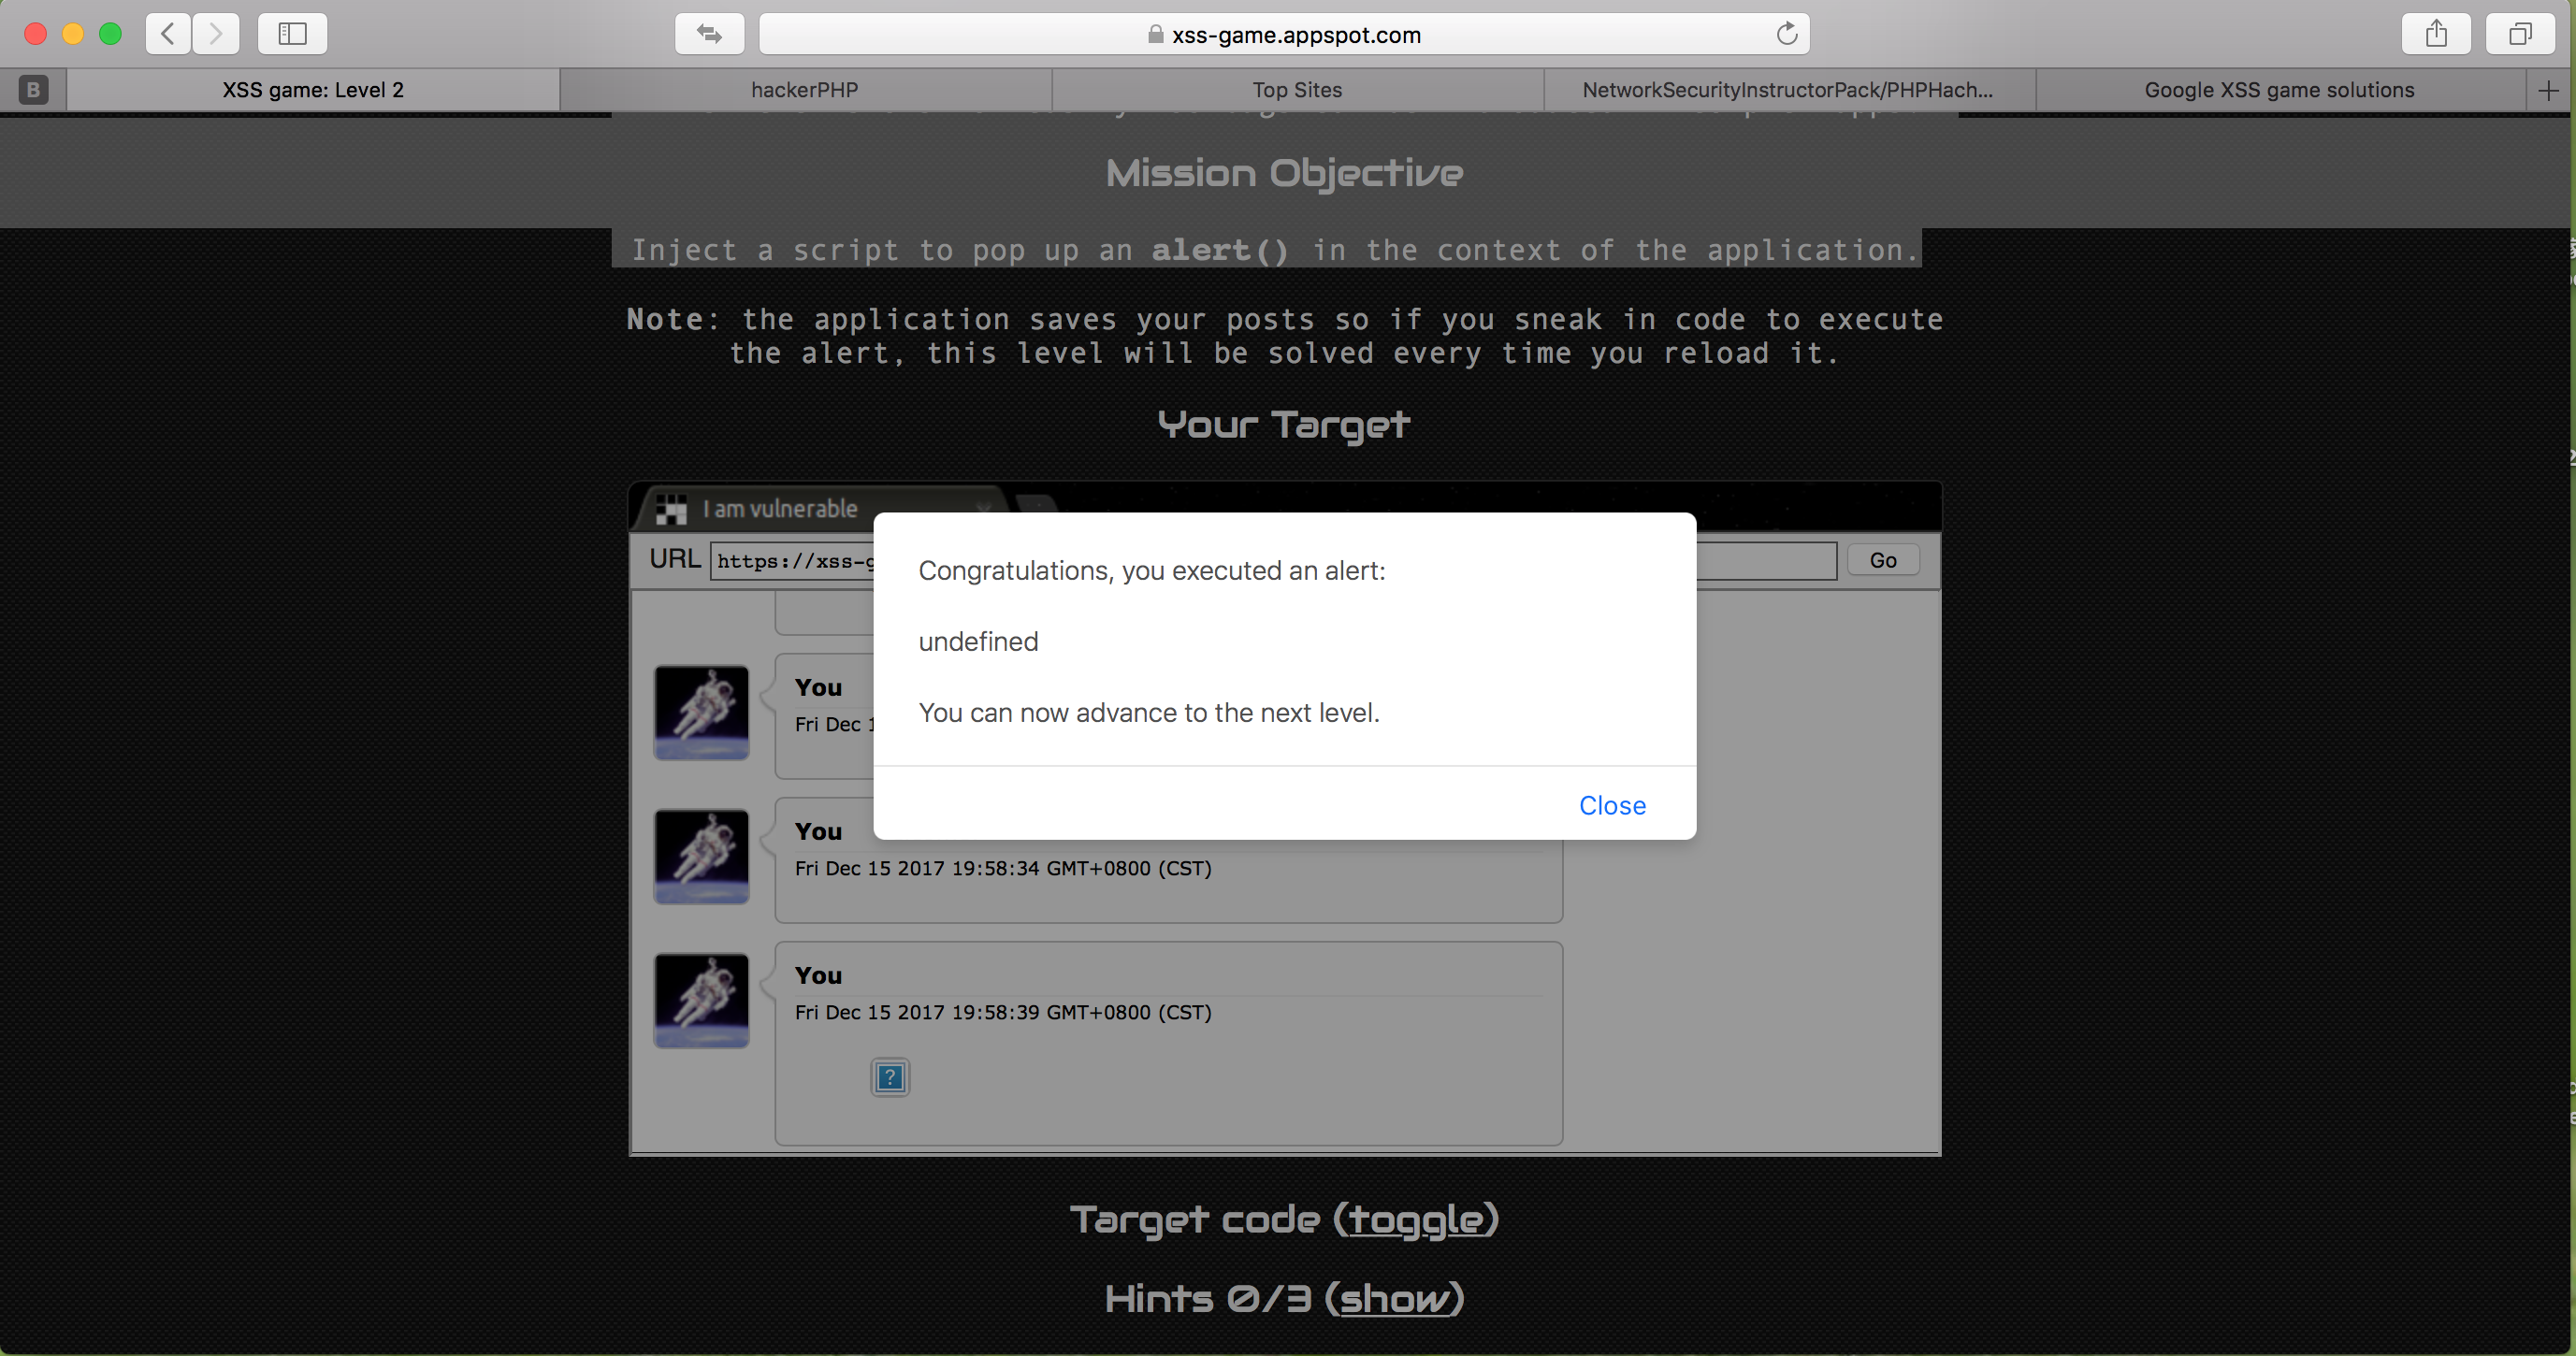 xss-game.appspot.com
B
XSS game: Level 2
hackerPHP
Top Sites
NetworkSecurityInstructorPack/PHPHach...
Google XSS game solutions
Mission Objective
Inject a script to pop up an alert() in the context of the application.
Note: the application saves your posts so if you sneak in code to execute
the alert, this level will be solved every time you reload it.
Your Target
I am vulnerable
URL https://xss-g
Go
Congratulations, you executed an alert:
undefined
You can now advance to the next level.
Close
You
Fri Dec 1
You
Fri Dec 15 2017 19:58:34 GMT+0800 (CST)
You
Fri Dec 15 2017 19:58:39 GMT+0800 (CST)
?
Target code (toggle)
Hints 0/3 (show)